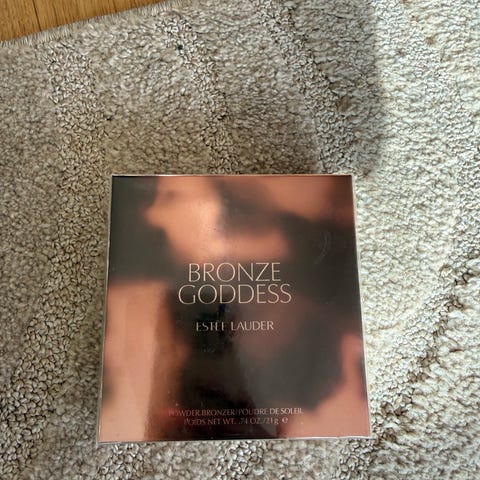 BRONZE
GODDESS
ESTĒE LAUDER
POWDER BRONZER/POUDRE DE SOLEIL
POIDS NET WT. .74 OZ./21g ℮